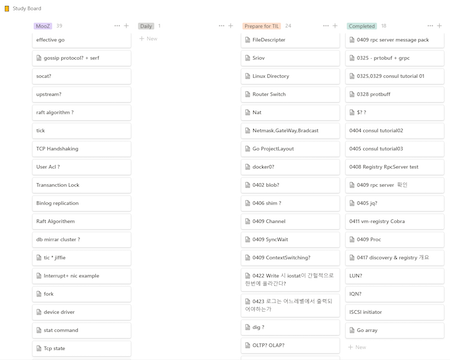 Study Board
MooZ 39
effective go
gossip protocol? + serf
socat?
upstream?
raft algorithm ?
tick
TCP Handshaking
User Acl ?
Transanction Lock
Binlog replication
Raft Algorithem
db mirror cluster ?
tic * jiffie
Interrupt+ nic example
fork
device driver
stat command
Tcp state
Daily 1
+ New
Prepare for T5. 24
FileDescripter
Sriov
Linux Directory
Router Switch
Nat
Netmask.GateWay.Bradcast
Go ProjectLayout
docker0?
0402 blob?
0406 shim ?
0409 Channel
0409 SyncWait
0409 ContextSwitching?
0422 Write 시 iostat이 간헐적으로
한번에 올라간다?
0423 로그는 어느레벨에서 출력되
어야하는가?
dig ?
OLTP? OLAP?
Completed 18
0409 rpc server message pack
0325 - prtobuf + grpc
0325.0329 consul tutorial 01
0328 protbuff
$? ?
0404 consul tutorial02
0405 consul tutorial03
0408 Registry RpcServer test
0409 rpc server 확인
0405 jq?
0411 vm-registry Cobra
0409 Proc
0417 discovery & registry 개요
LUN?
IQN?
ISCSI initiator
Go array
+ New